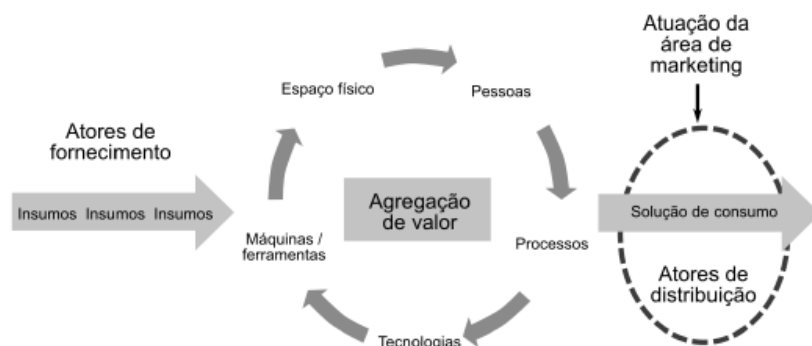 Atuação da
área de
marketing
Espaço físico
Pessoas
Atores de
fornecimento
Insumos Insumos Insumos
Agregação
de valor
Solução de consumo
Máquinas /
ferramentas
Processos
Atores de
distribuição
Tecnologias